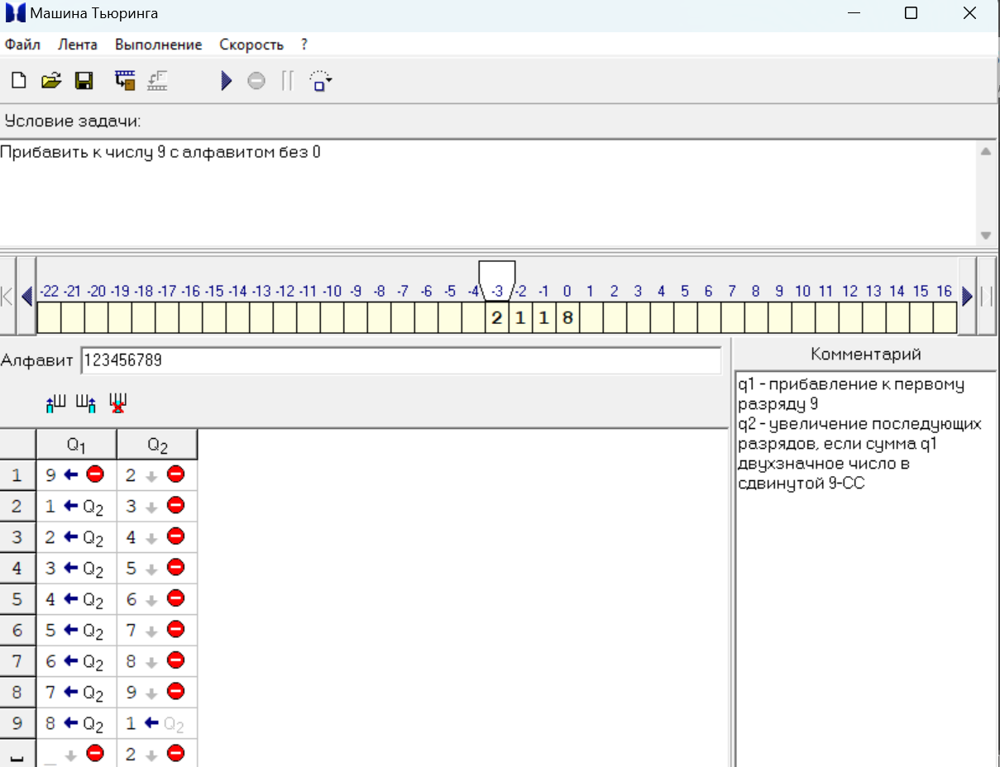 Машина Тьюринга
Файл Лента Выполнение Скорость ?
Условие задачи:
Прибавить к числу 9 с алфавитом без 0
-22 -21 -20 -19 -18 -17 -16 -15 -14 -13 -12 -11 -10 -9 -8 -7 -6 -5 -4 -3 -2 -1 0 1 2 3 4 5 6 7 8 9 10 11 12 13 14 15 16
2 1 1 8
Алфавит 123456789
Комментарий
q1 - прибавление к первому
разряду 9
q2 - увеличение последующих
разрядов, если сумма q1
двухзначное число в
сдвинутой 9-СС
Q1 Q2
1 9 ← 2 ↓
2 1 ← Q2 3 ↓
3 2 ← Q2 4 ↓
4 3 ← Q2 5 ↓
5 4 ← Q2 6 ↓
6 5 ← Q2 7 ↓
7 6 ← Q2 8 ↓
8 7 ← Q2 9 ↓
9 8 ← Q2 1 ← Q2
␣ _ ↓ 2 ↓